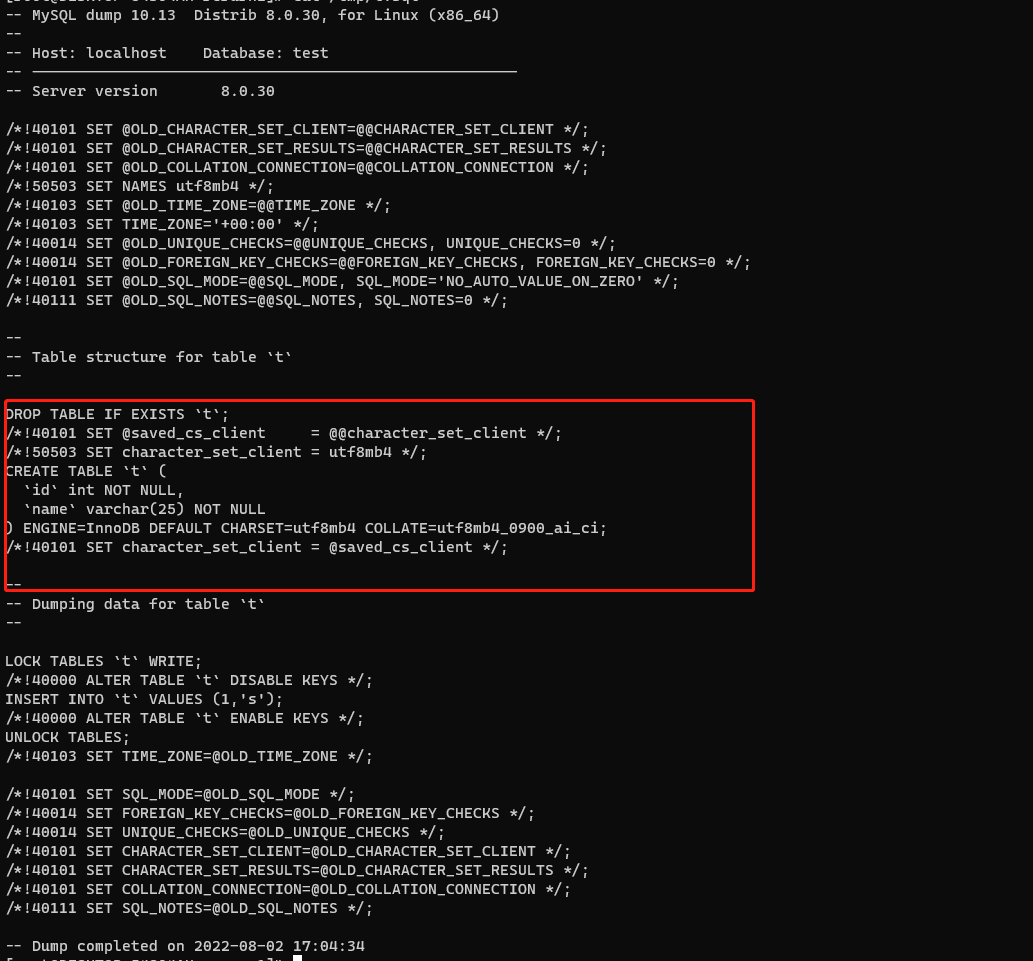 -- MySQL dump 10.13  Distrib 8.0.30, for Linux (x86_64)
--
-- Host: localhost    Database: test
-- ------------------------------------------------------
-- Server version       8.0.30

/*!40101 SET @OLD_CHARACTER_SET_CLIENT=@@CHARACTER_SET_CLIENT */;
/*!40101 SET @OLD_CHARACTER_SET_RESULTS=@@CHARACTER_SET_RESULTS */;
/*!40101 SET @OLD_COLLATION_CONNECTION=@@COLLATION_CONNECTION */;
/*!50503 SET NAMES utf8mb4 */;
/*!40103 SET @OLD_TIME_ZONE=@@TIME_ZONE */;
/*!40103 SET TIME_ZONE='+00:00' */;
/*!40014 SET @OLD_UNIQUE_CHECKS=@@UNIQUE_CHECKS, UNIQUE_CHECKS=0 */;
/*!40014 SET @OLD_FOREIGN_KEY_CHECKS=@@FOREIGN_KEY_CHECKS, FOREIGN_KEY_CHECKS=0 */;
/*!40101 SET @OLD_SQL_MODE=@@SQL_MODE, SQL_MODE='NO_AUTO_VALUE_ON_ZERO' */;
/*!40111 SET @OLD_SQL_NOTES=@@SQL_NOTES, SQL_NOTES=0 */;

--
-- Table structure for table `t`
--

DROP TABLE IF EXISTS `t`;
/*!40101 SET @saved_cs_client     = @@character_set_client */;
/*!50503 SET character_set_client = utf8mb4 */;
CREATE TABLE `t` (
  `id` int NOT NULL,
  `name` varchar(25) NOT NULL
) ENGINE=InnoDB DEFAULT CHARSET=utf8mb4 COLLATE=utf8mb4_0900_ai_ci;
/*!40101 SET character_set_client = @saved_cs_client */;

--
-- Dumping data for table `t`
--

LOCK TABLES `t` WRITE;
/*!40000 ALTER TABLE `t` DISABLE KEYS */;
INSERT INTO `t` VALUES (1,'s');
/*!40000 ALTER TABLE `t` ENABLE KEYS */;
UNLOCK TABLES;
/*!40103 SET TIME_ZONE=@OLD_TIME_ZONE */;

/*!40101 SET SQL_MODE=@OLD_SQL_MODE */;
/*!40014 SET FOREIGN_KEY_CHECKS=@OLD_FOREIGN_KEY_CHECKS */;
/*!40014 SET UNIQUE_CHECKS=@OLD_UNIQUE_CHECKS */;
/*!40101 SET CHARACTER_SET_CLIENT=@OLD_CHARACTER_SET_CLIENT */;
/*!40101 SET CHARACTER_SET_RESULTS=@OLD_CHARACTER_SET_RESULTS */;
/*!40101 SET COLLATION_CONNECTION=@OLD_COLLATION_CONNECTION */;
/*!40111 SET SQL_NOTES=@OLD_SQL_NOTES */;

-- Dump completed on 2022-08-02 17:04:34